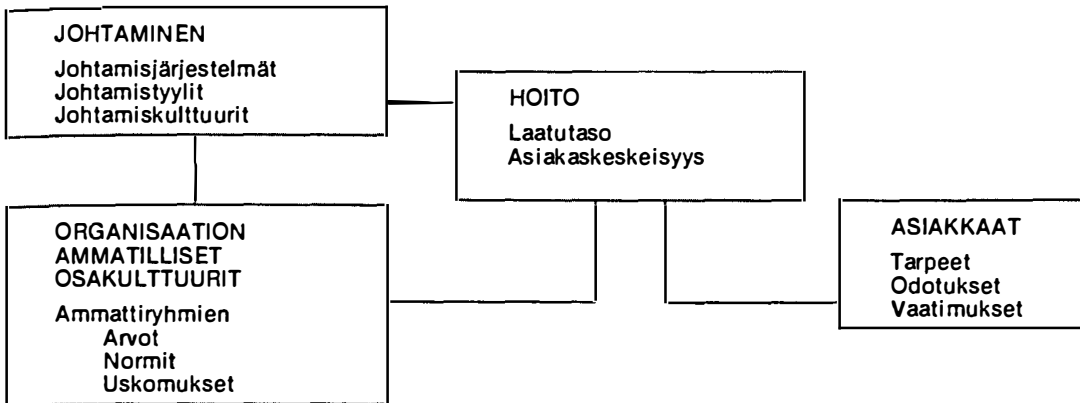 JOHTAMINEN
Johtamisjärjestelmät
Johtamistyylit
Johtamiskulttuurit
HOITO
Laatutaso
Asiakaskeskeisyys
ORGANISAATION
AMMATILLISET
OSAKULTTUURIT
Ammattiryhmien
Arvot
Normit
Uskomukset
ASIAKKAAT
Tarpeet
Odotukset
Vaatimukset